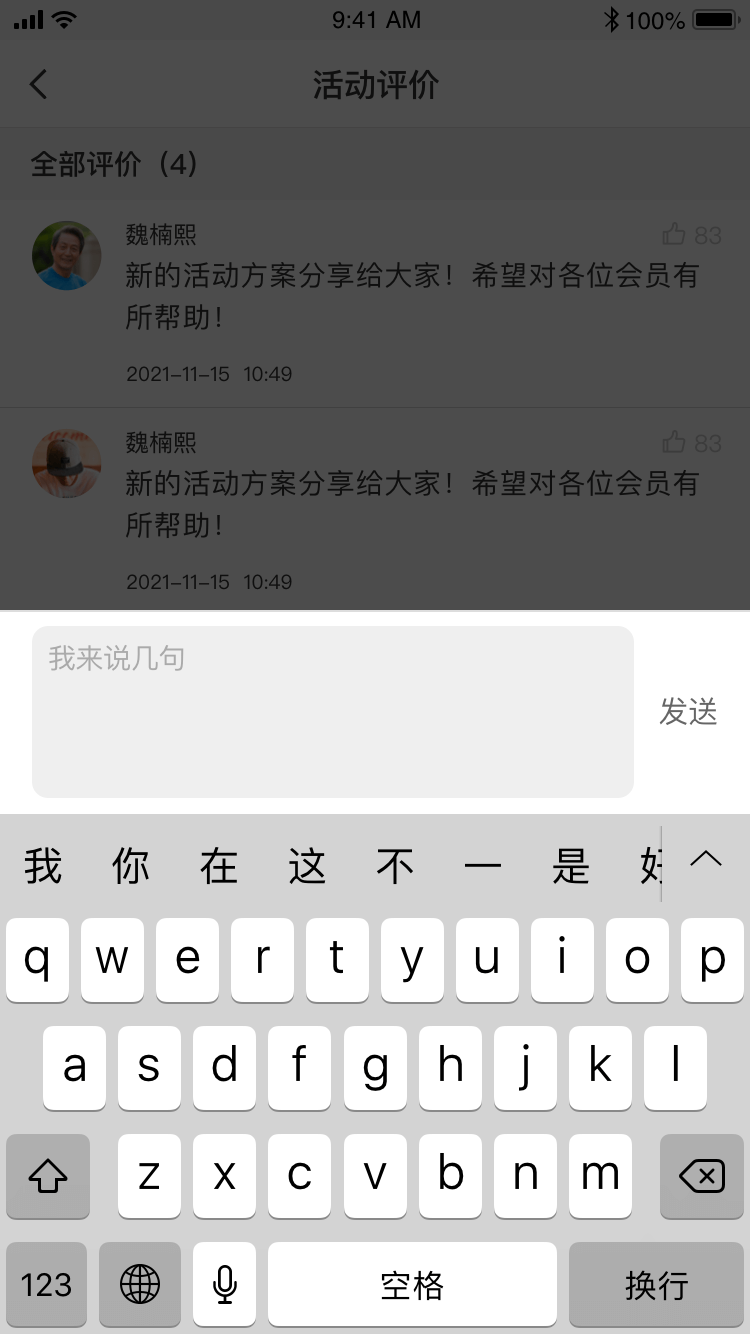 9:41 AM
100%
活动评价
全部评价（4）
魏楠熙
83
新的活动方案分享给大家！希望对各位会员有
所帮助！
2021-11-15 10:49
魏楠熙
83
新的活动方案分享给大家！希望对各位会员有
所帮助！
2021-11-15 10:49
我来说几句
发送
我 你 在 这 不 一 是 好
q w e r t y u i o p
a s d f g h j k l
z x c v b n m
123 空格 换行